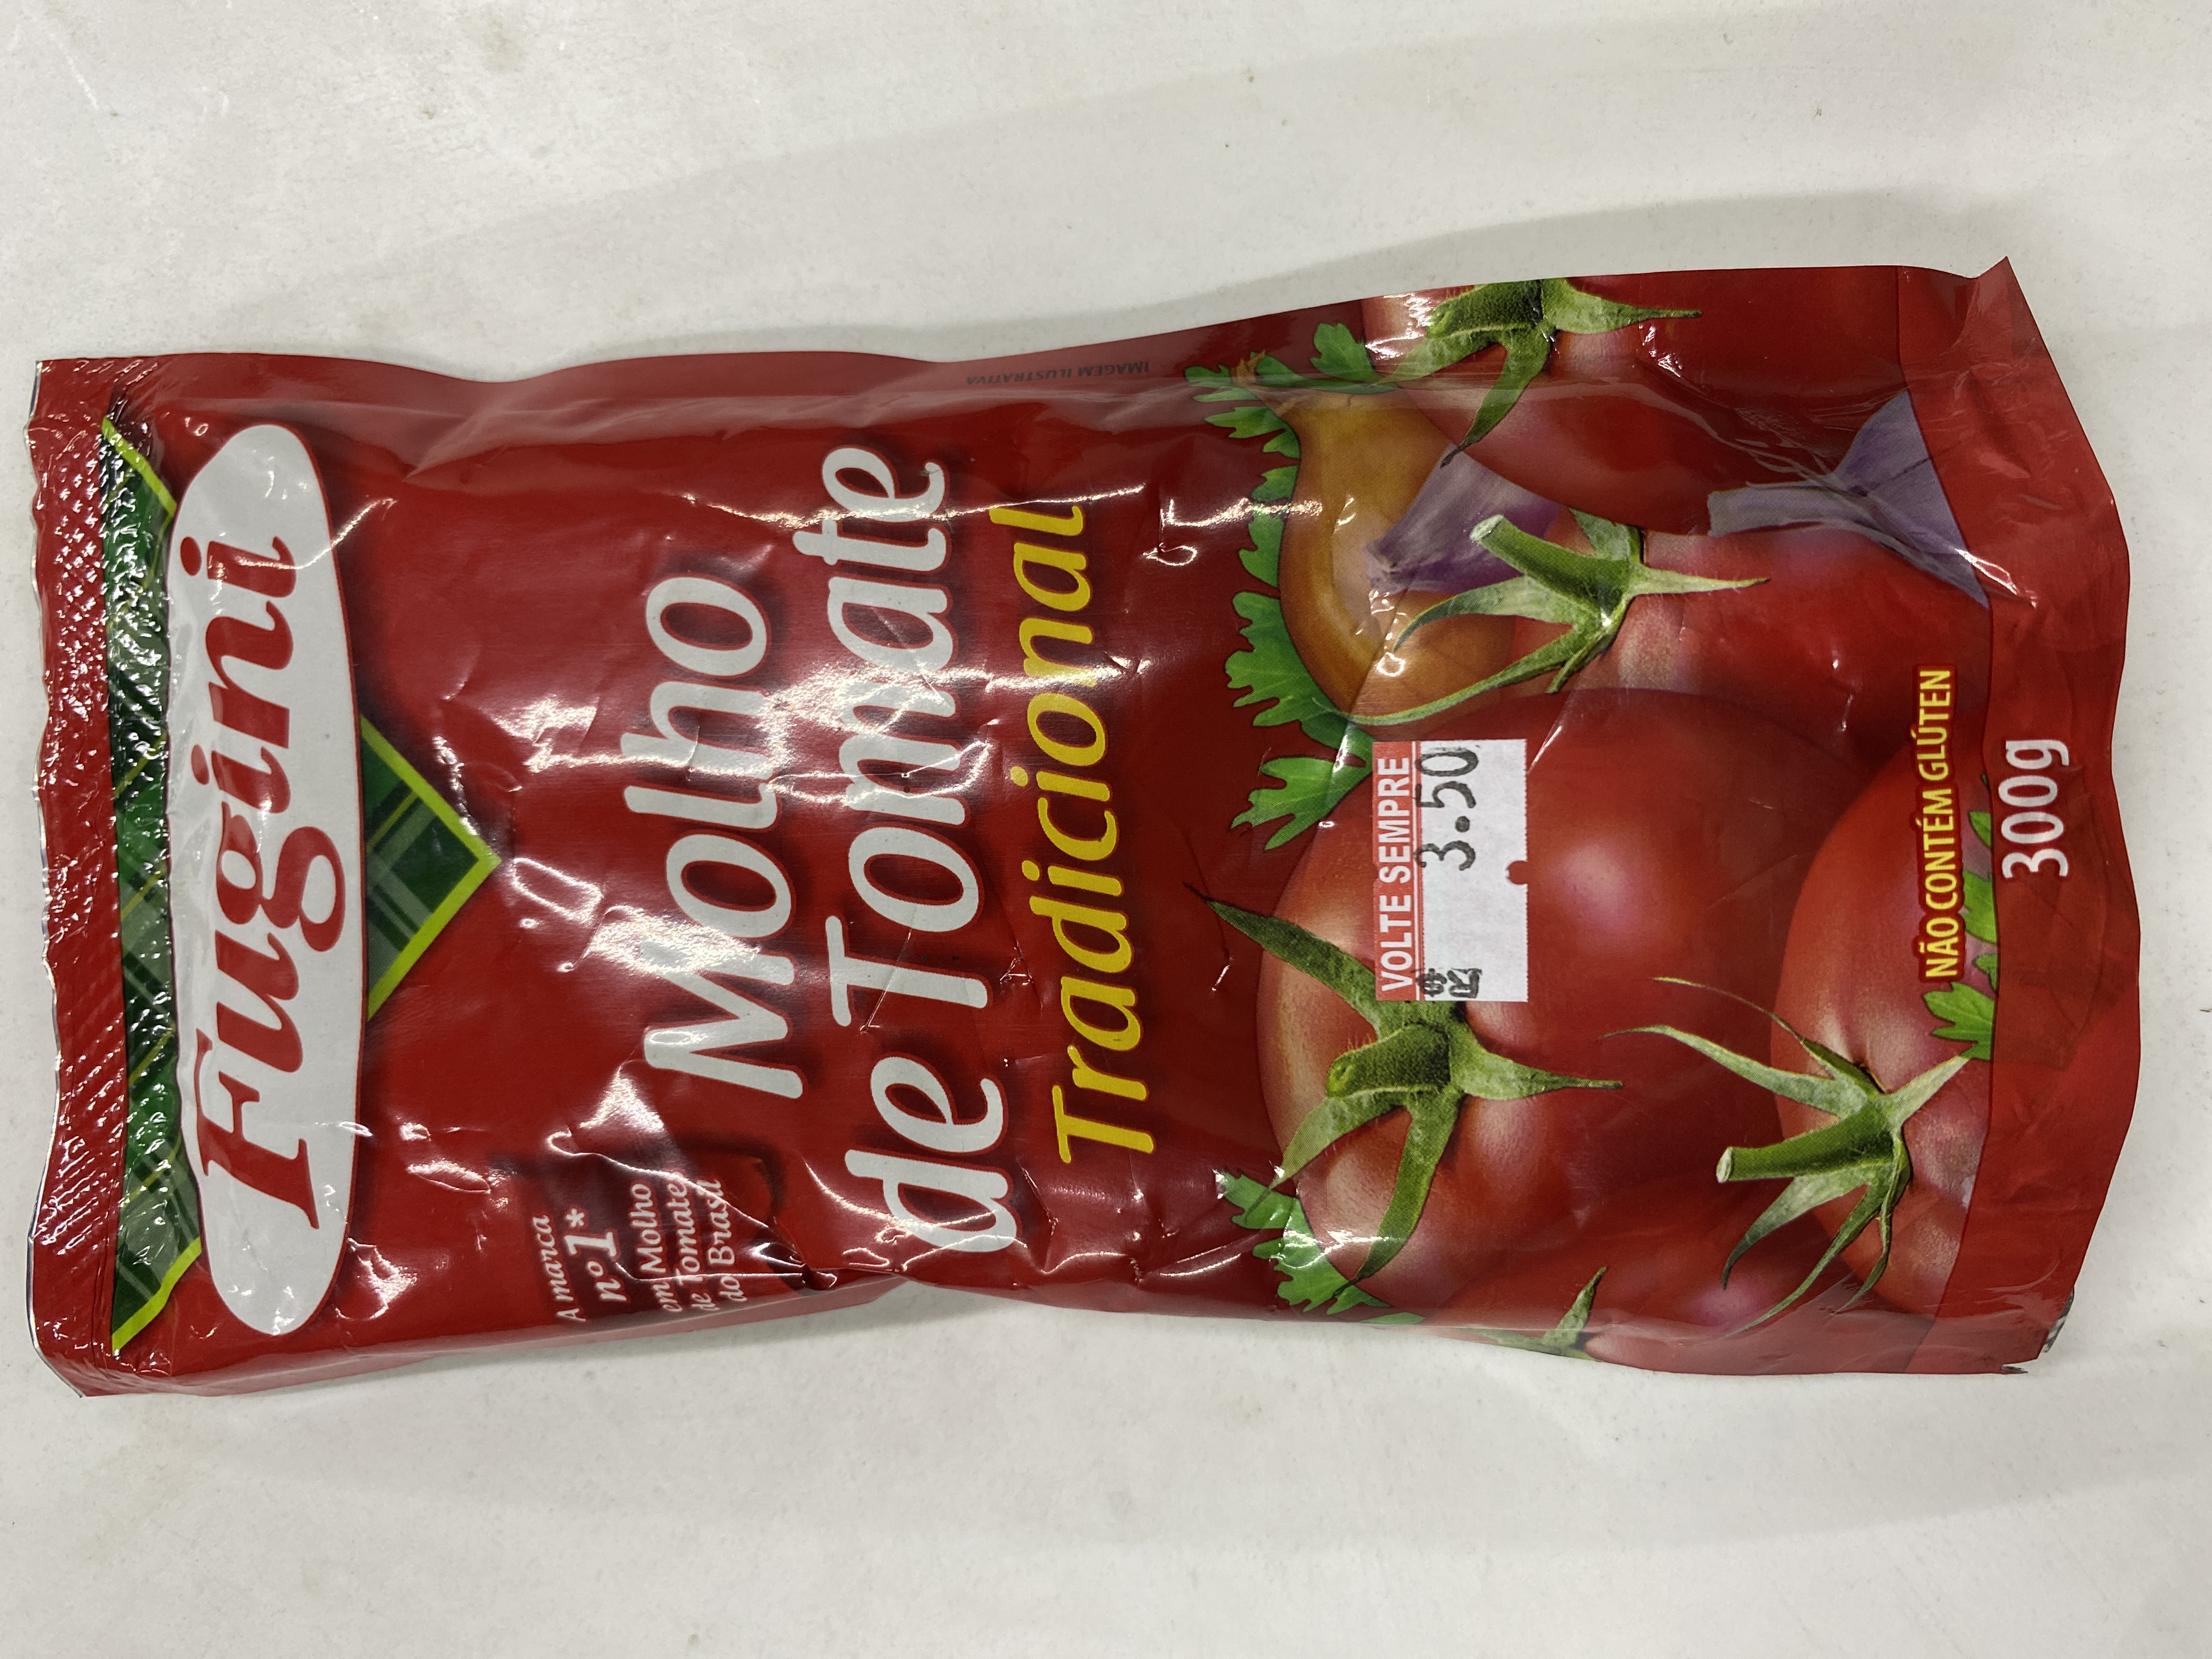 Fugini
A marca
nº1*
em Molho
de Tomate
do Brasil
Molho
de Tomate
Tradicional
IMAGEM ILUSTRATIVA
VOLTE SEMPRE
R$ 3.50
NÃO CONTÉM GLÚTEN
300g